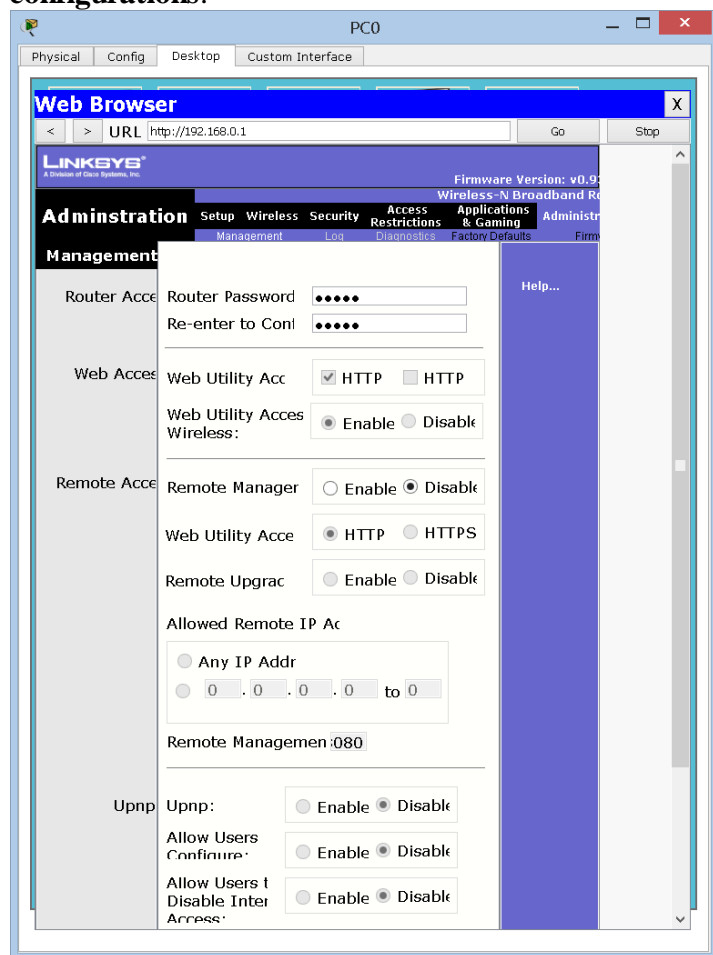 configurations.
PC0
Physical Config Desktop Custom Interface
Web Browser X
< > URL http://192.168.0.1 Go Stop
LINKSYS®
A Division of Cisco Systems, Inc.
Firmware Version: v0.93
Wireless-N Broadband Ro
Adminstration Setup Wireless Security Access Restrictions Applications & Gaming Administr
Management Log Diagnostics Factory Defaults Firmw
Management
Help...
Router Acce Router Password •••••
Re-enter to Conf •••••
Web Acces Web Utility Acc HTTP HTTP
Web Utility Acces Enable Disable
Wireless:
Remote Acce Remote Manager Enable Disable
Web Utility Acce HTTP HTTPS
Remote Upgrac Enable Disable
Allowed Remote IP Ac
Any IP Addr
0 . 0 . 0 . 0 to 0
Remote Managemen 8080
Upnp Upnp: Enable Disable
Allow Users
Configure: Enable Disable
Allow Users t
Disable Inter Enable Disable
Access: